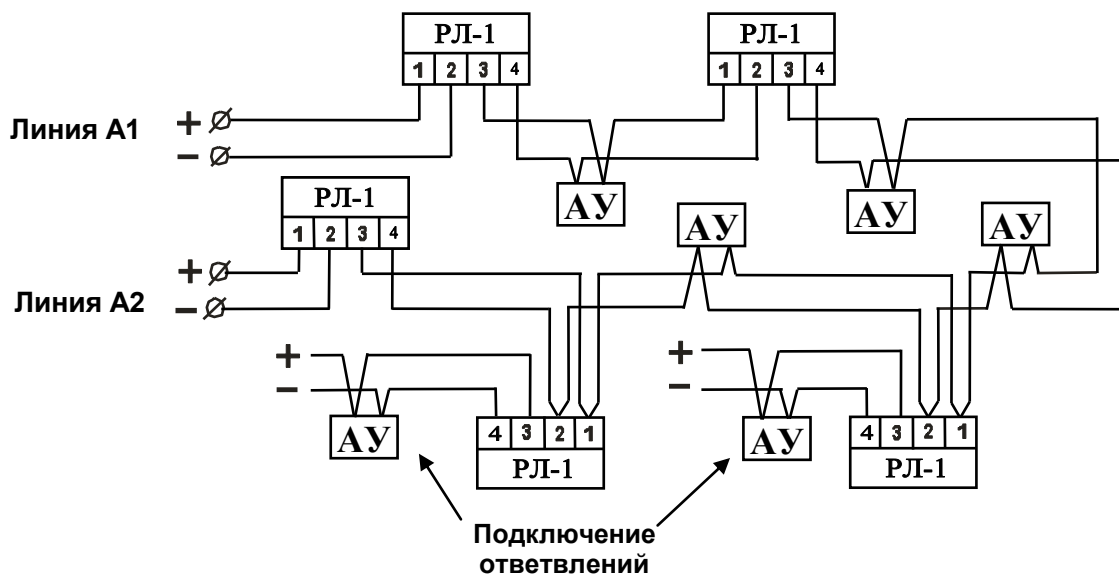 РЛ-1
1 2 3 4
РЛ-1
1 2 3 4
Линия А1
+
–
АУ
АУ
РЛ-1
1 2 3 4
АУ
АУ
Линия А2
+
–
+
–
АУ
4 3 2 1
РЛ-1
+
–
АУ
4 3 2 1
РЛ-1
Подключение
ответвлений